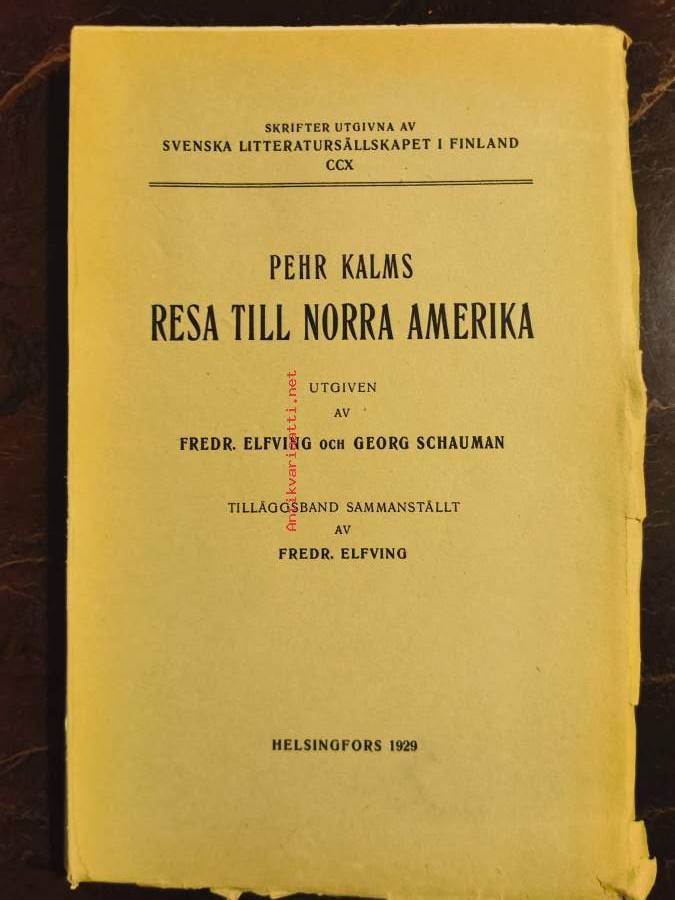 SKRIFTER UTGIVNA AV
SVENSKA LITTERATURSÄLLSKAPET I FINLAND
CCX
PEHR KALMS
RESA TILL NORRA AMERIKA
UTGIVEN
AV
FREDR. ELFVING OCH GEORG SCHAUMAN
TILLÄGGSBAND SAMMANSTÄLLT
AV
FREDR. ELFVING
HELSINGFORS 1929
Antikvariaatti.net